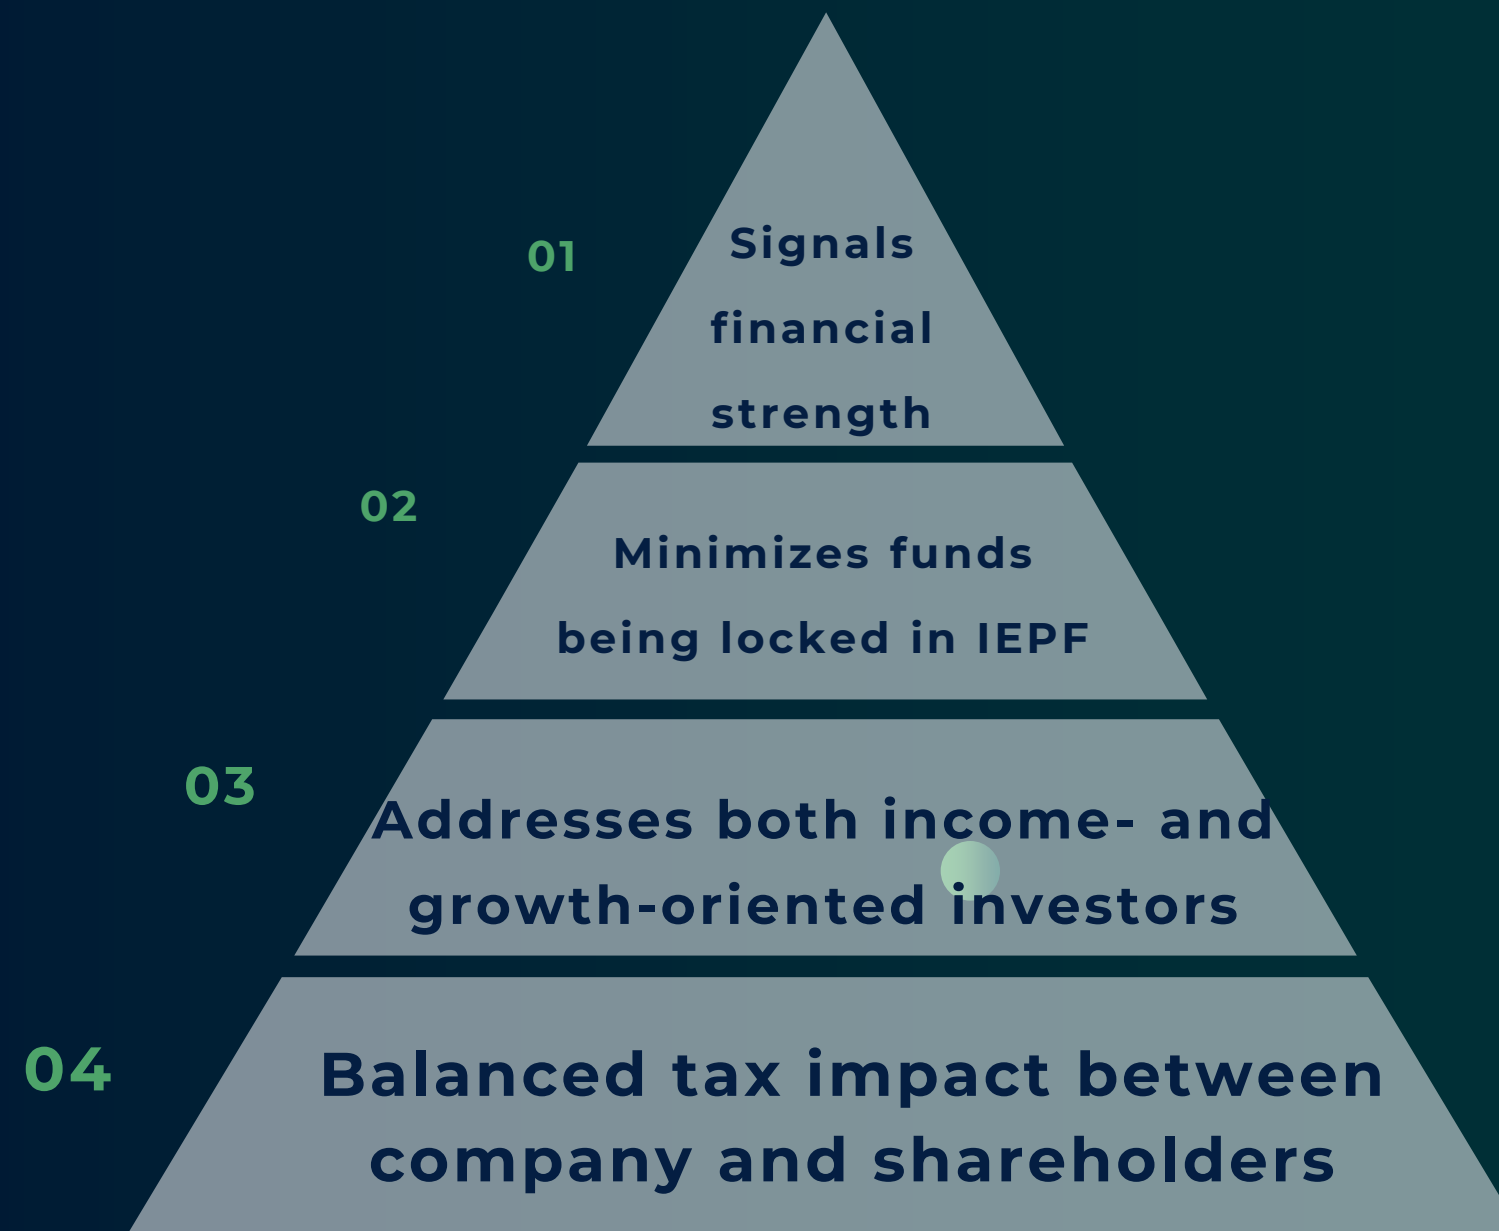 01
Signals
financial
strength
02
Minimizes funds
being locked in IEPF
03
Addresses both income- and
growth-oriented investors
04
Balanced tax impact between
company and shareholders